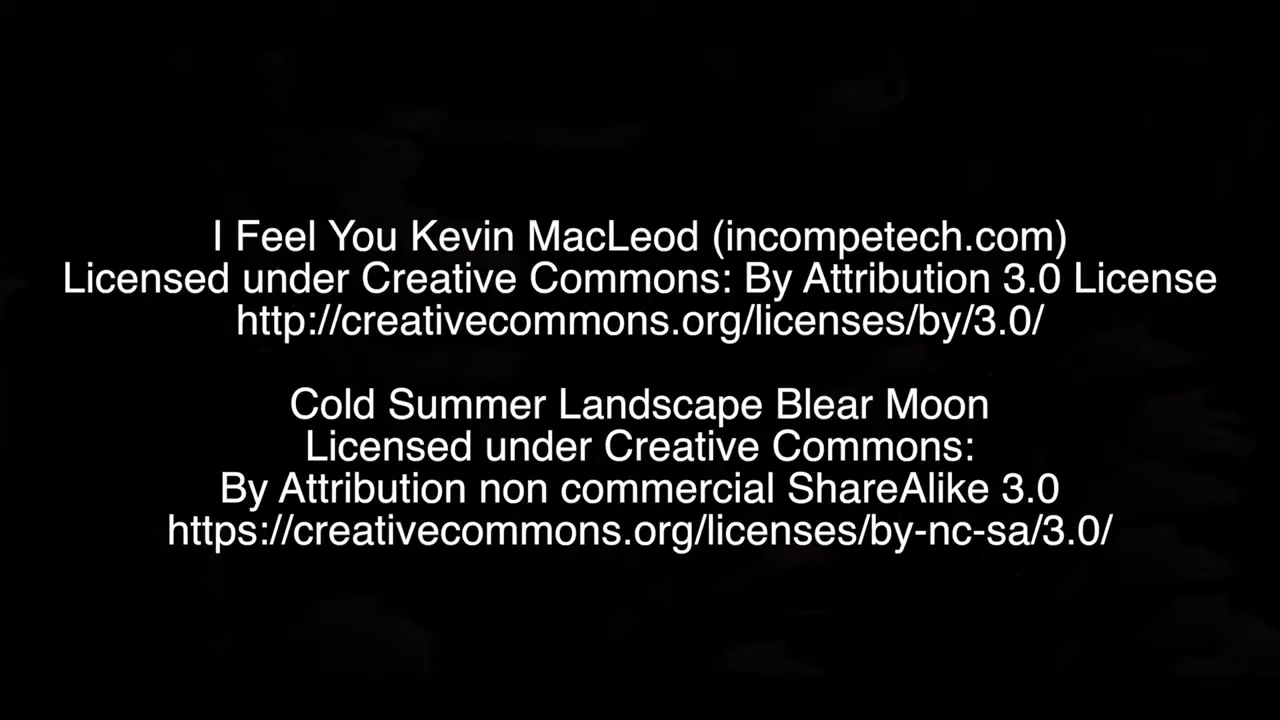 I Feel You Kevin MacLeod (incompetech.com)
Licensed under Creative Commons: By Attribution 3.0 License
http://creativecommons.org/licenses/by/3.0/
Cold Summer Landscape Blear Moon
Licensed under Creative Commons:
By Attribution non commercial ShareAlike 3.0
https://creativecommons.org/licenses/by-nc-sa/3.0/